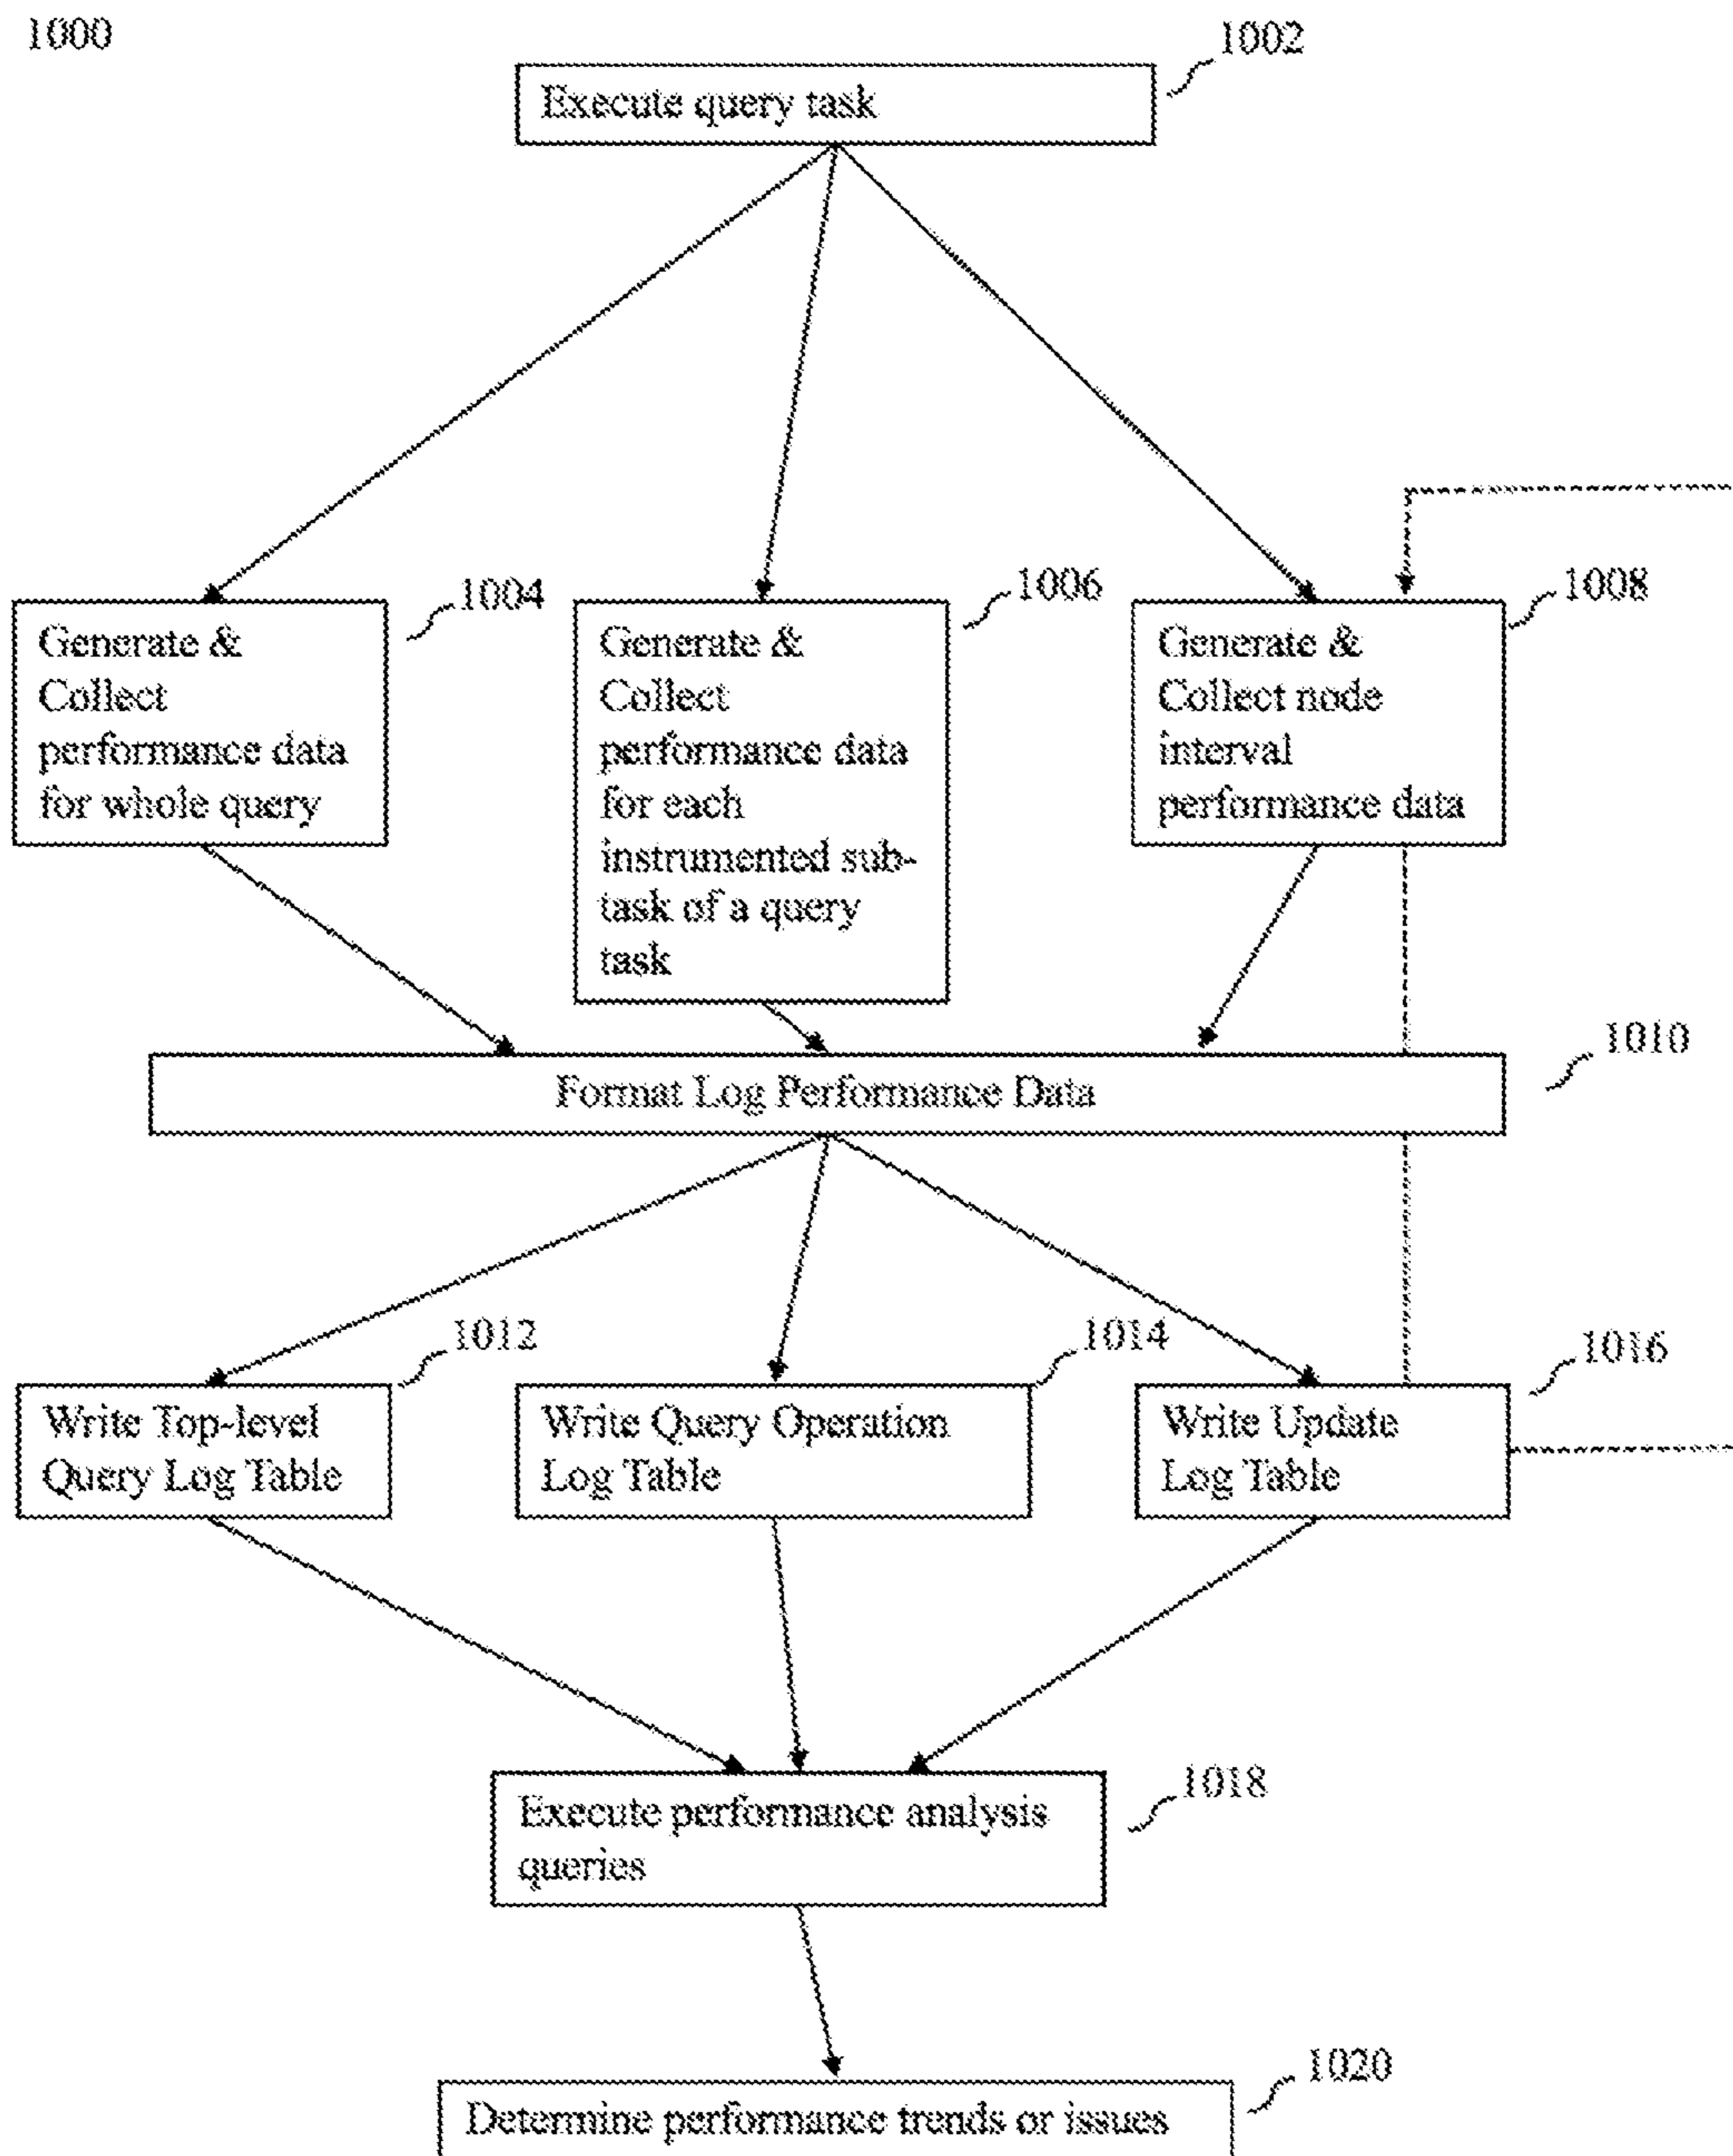 1000
1002
Execute query task
1004
Generate &
Collect
performance data
for whole query
1006
Generate &
Collect
performance data
for each
instrumented sub-
task of a query
task
1008
Generate &
Collect node
interval
performance data
1010
Format Log Performance Data
1012
Write Top-level
Query Log Table
1014
Write Query Operation
Log Table
1016
Write Update
Log Table
1018
Execute performance analysis
queries
1020
Determine performance trends or issues